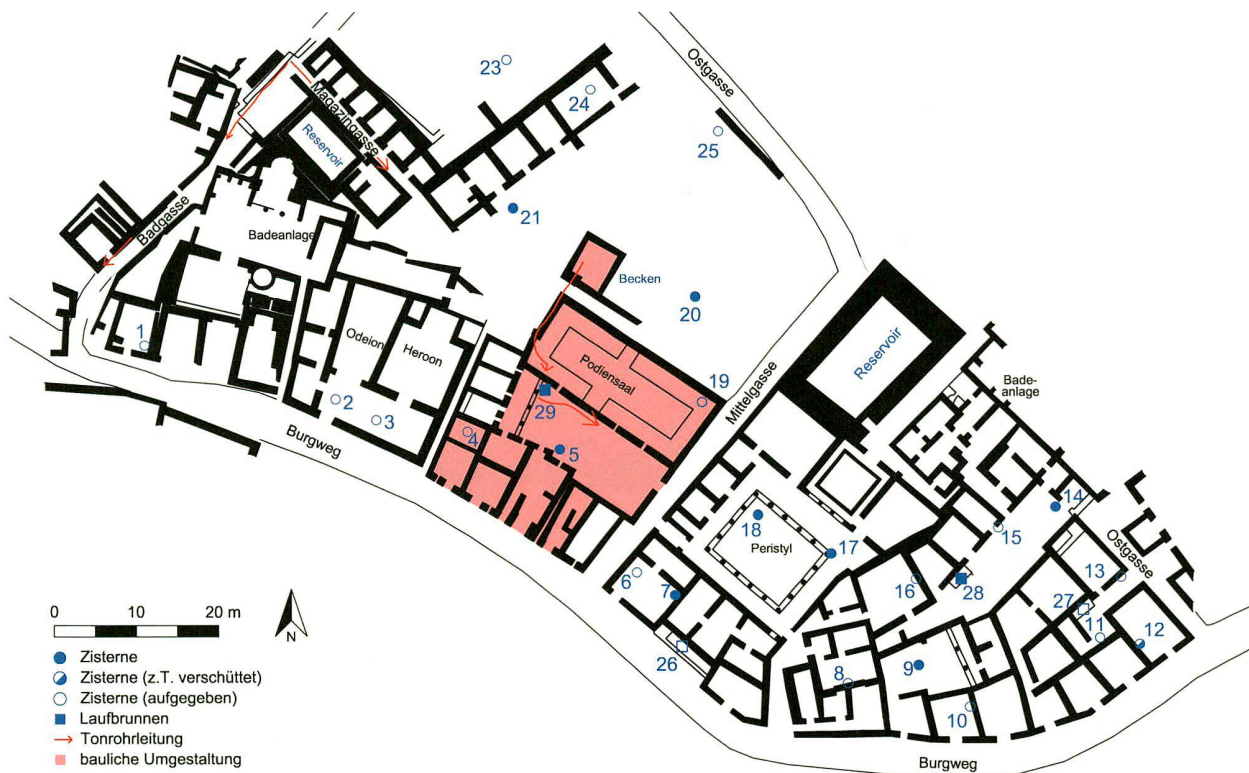 Ostgasse
23
24
Magazingasse
Reservoir
25
21
Badgasse
Badeanlage
Becken
20
1
Odeion
Heroon
Podiensaal
19
Mittelgasse
Reservoir
Bade-
anlage
2
3
29
4
5
Burgweg
14
18
17
15
Peristyl
Ostgasse
6
7
16
28
13
27
11
12
26
8
9
10
Burgweg
0 10 20 m
N
Zisterne
Zisterne (z.T. verschüttet)
Zisterne (aufgegeben)
Laufbrunnen
Tonrohrleitung
bauliche Umgestaltung